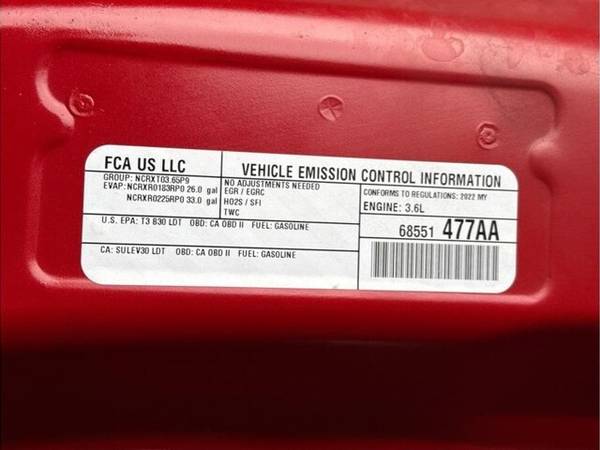 FCA US LLC
GROUP: NCRXT03.65P9
EVAP: NCRXR0183RP0 26.0 gal
NCRXR0225RP0 33.0 gal
VEHICLE EMISSION CONTROL INFORMATION
NO ADJUSTMENTS NEEDED
EGR / EGRC
HO2S / SFI
TWC
CONFORMS TO REGULATIONS: 2022 MY
ENGINE: 3.6L
U.S. EPA: T3 B30 LDT OBD: CA OBD II FUEL: GASOLINE
CA: SULEV30 LDT OBD: CA OBD II FUEL: GASOLINE
68551 477AA